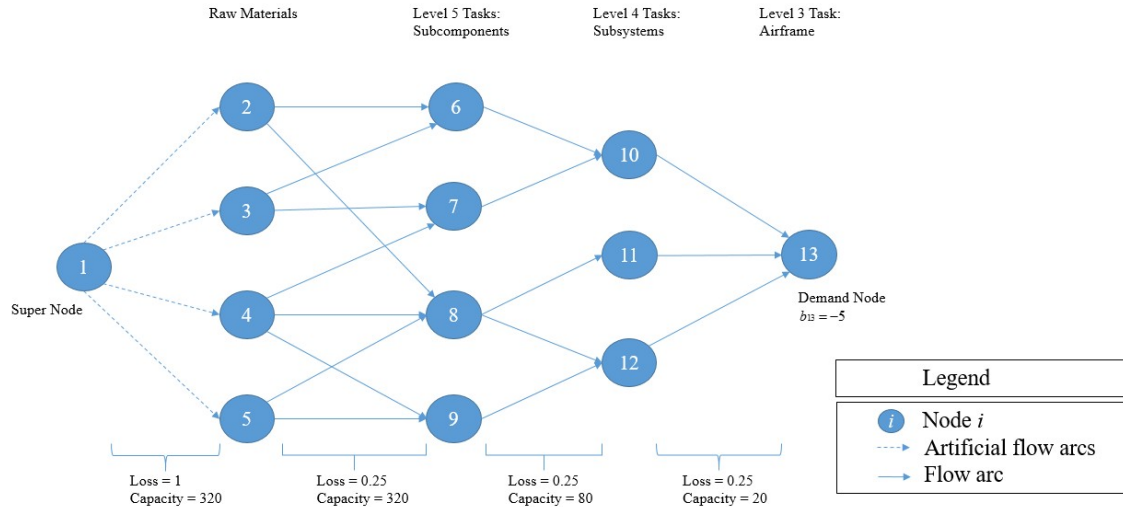 Raw Materials
Level 5 Tasks:
Subcomponents
Level 4 Tasks:
Subsystems
Level 3 Task:
Airframe
2
6
10
3
7
1
11
13
Super Node
4
8
12
Demand Node
b13 = −5
5
9
Loss = 1
Capacity = 320
Loss = 0.25
Capacity = 320
Loss = 0.25
Capacity = 80
Loss = 0.25
Capacity = 20
Legend
i Node i
Artificial flow arcs
Flow arc